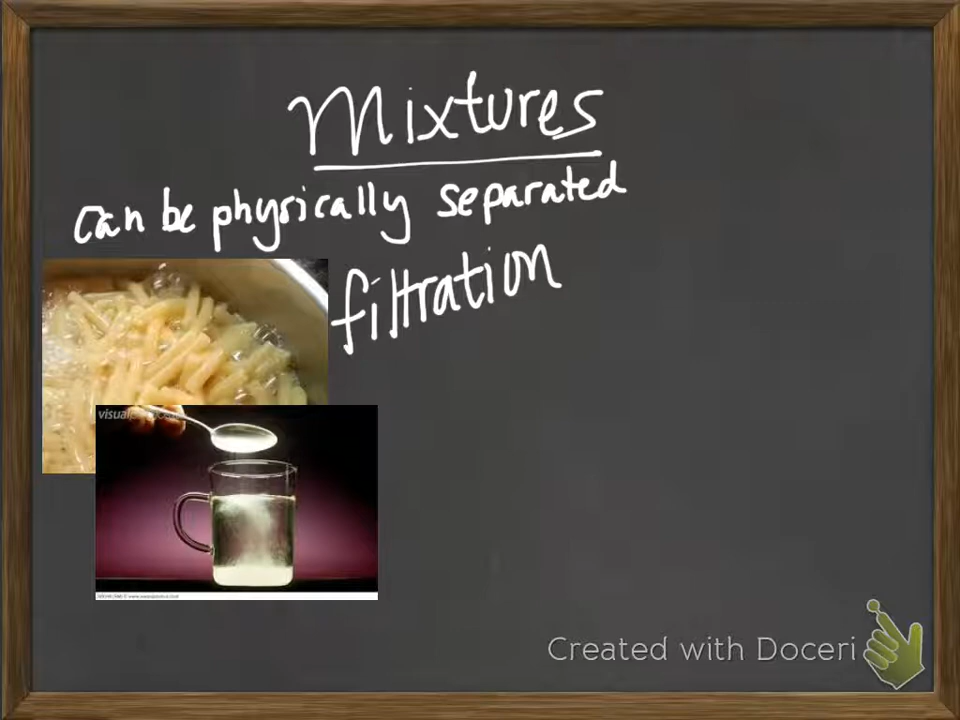 Mixtures
can be physically separated
filtration
Created with Doceri